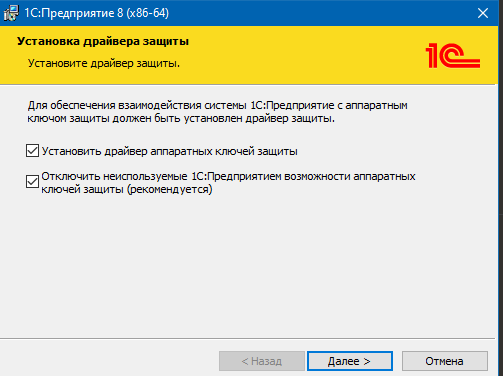 1С:Предприятие 8 (x86-64)
Установка драйвера защиты
Установите драйвер защиты.
1С
Для обеспечения взаимодействия системы 1С:Предприятие с аппаратным
ключом защиты должен быть установлен драйвер защиты.
Установить драйвер аппаратных ключей защиты
Отключить неиспользуемые 1С:Предприятием возможности аппаратных
ключей защиты (рекомендуется)
< Назад
Далее >
Отмена